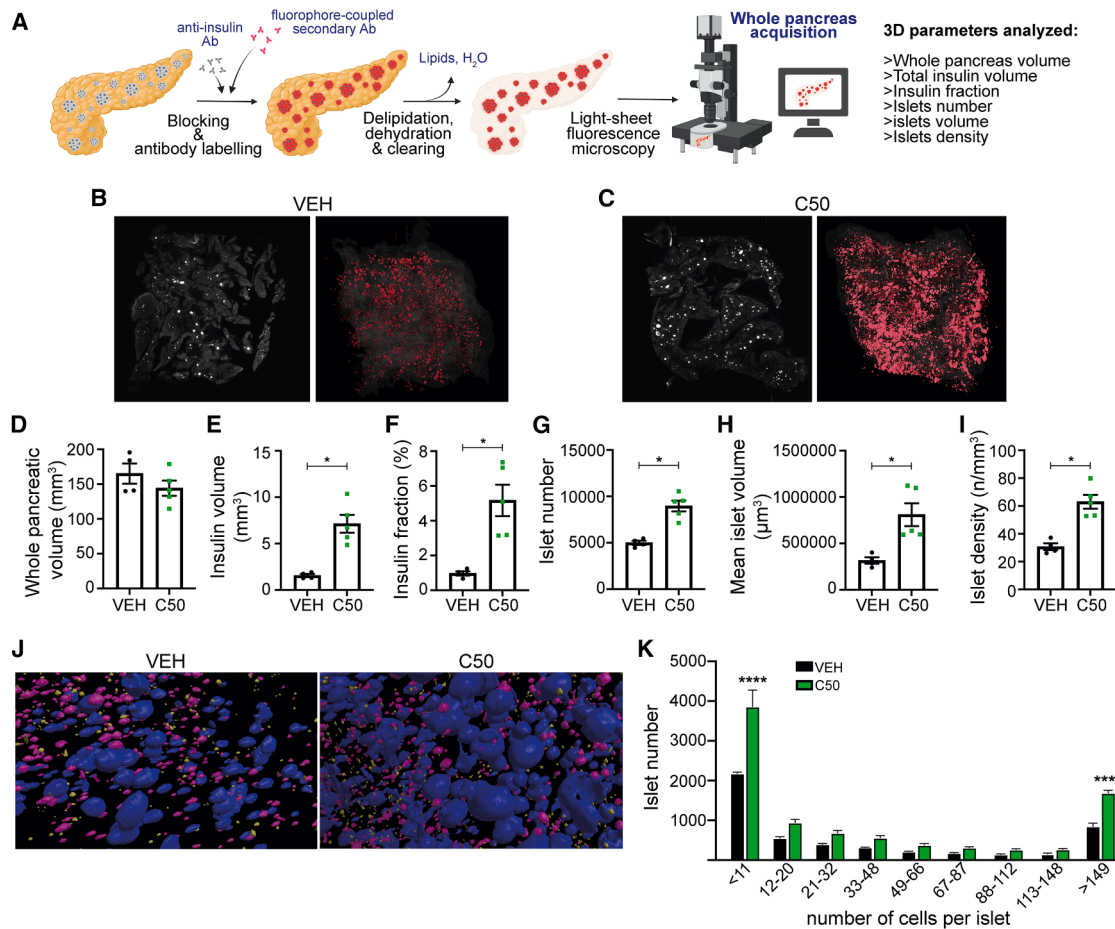 A
anti-insulin
Ab
fluorophore-coupled
secondary Ab
Blocking
&
antibody labelling
Lipids, H2O
Delipidation,
dehydration
& clearing
Light-sheet
fluorescence
microscopy
Whole pancreas
acquisition
3D parameters analyzed:
>Whole pancreas volume
>Total insulin volume
>Insulin fraction
>Islets number
>islets volume
>Islets density
B
VEH
C
C50
D
Whole pancreatic
volume (mm³)
200
150
100
50
0
VEH C50
E
Insulin volume
(mm³)
15
10
5
0
*
VEH C50
F
Insulin fraction (%)
8
6
4
2
0
*
VEH C50
G
Islet number
15000
10000
5000
0
*
VEH C50
H
Mean islet volume
(µm³)
1500000
1000000
500000
0
*
VEH C50
I
Islet density (n/mm³)
100
80
60
40
20
0
*
VEH C50
J
VEH
C50
K
Islet number
5000
4000
3000
2000
1000
VEH
C50
****
***
<11 12-20 21-32 33-48 49-66 67-87 88-112 113-148 >149
number of cells per islet